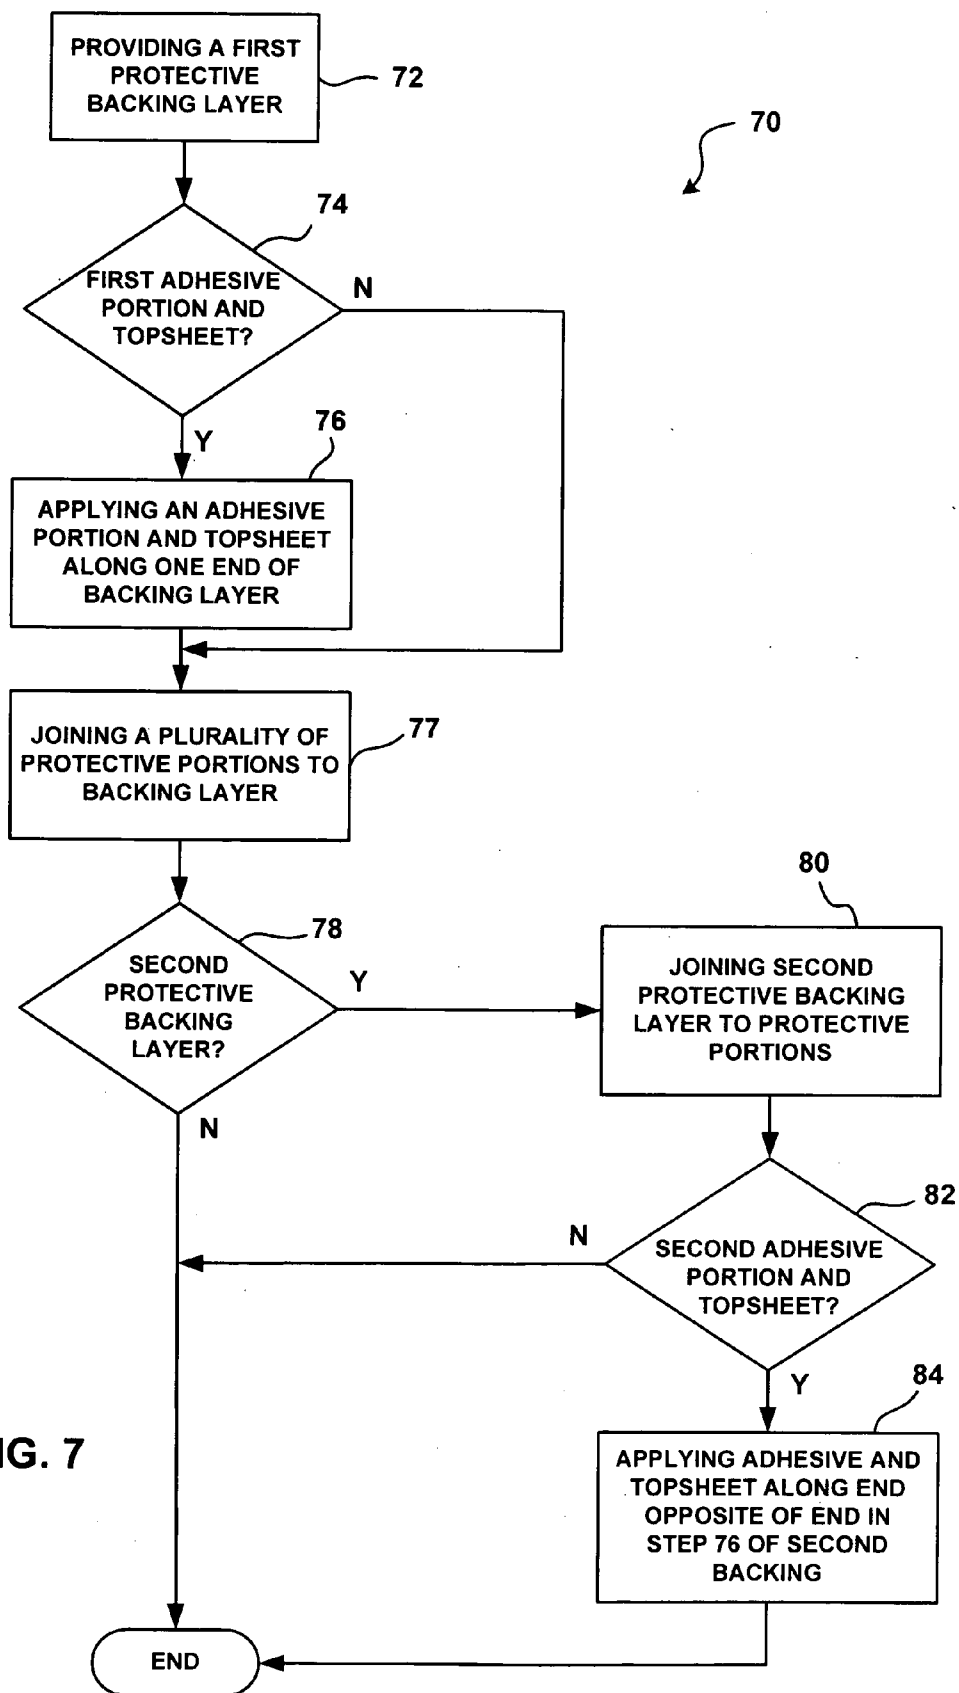 PROVIDING A FIRST
PROTECTIVE
BACKING LAYER
72
70
74
FIRST ADHESIVE
PORTION AND
TOPSHEET?
N
Y
76
APPLYING AN ADHESIVE
PORTION AND TOPSHEET
ALONG ONE END OF
BACKING LAYER
JOINING A PLURALITY OF
PROTECTIVE PORTIONS TO
BACKING LAYER
77
78
SECOND
PROTECTIVE
BACKING
LAYER?
Y
N
80
JOINING SECOND
PROTECTIVE BACKING
LAYER TO PROTECTIVE
PORTIONS
82
SECOND ADHESIVE
PORTION AND
TOPSHEET?
N
Y
84
APPLYING ADHESIVE AND
TOPSHEET ALONG END
OPPOSITE OF END IN
STEP 76 OF SECOND
BACKING
IG. 7
END